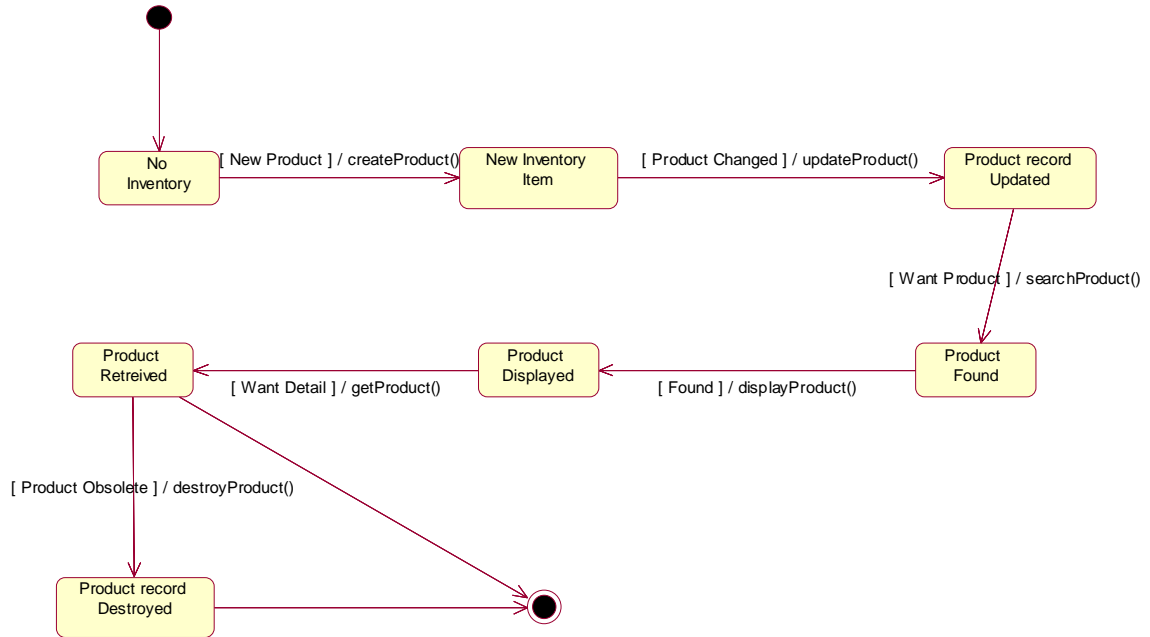 No
Inventory
[ New Product ] / createProduct()
New Inventory
Item
[ Product Changed ] / updateProduct()
Product record
Updated
[ Want Product ] / searchProduct()
Product
Found
[ Found ] / displayProduct()
Product
Displayed
[ Want Detail ] / getProduct()
Product
Retreived
[ Product Obsolete ] / destroyProduct()
Product record
Destroyed